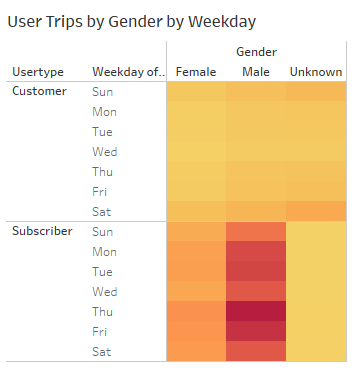 User Trips by Gender by Weekday
Gender
Usertype Weekday of.. Female Male Unknown
Customer Sun
Mon
Tue
Wed
Thu
Fri
Sat
Subscriber Sun
Mon
Tue
Wed
Thu
Fri
Sat